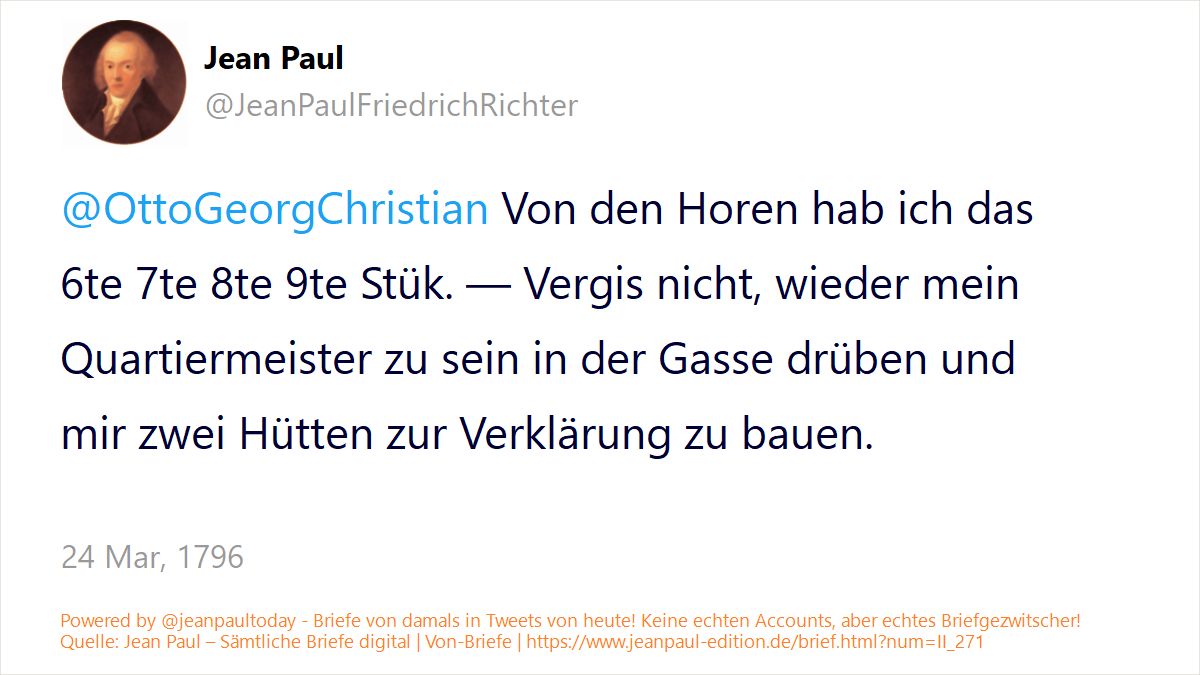 Jean Paul
@JeanPaulFriedrichRichter
@OttoGeorgChristian Von den Horen hab ich das
6te 7te 8te 9te Stük. — Vergis nicht, wieder mein
Quartiermeister zu sein in der Gasse drüben und
mir zwei Hütten zur Verklärung zu bauen.
24 Mar, 1796
Powered by @jeanpaultoday - Briefe von damals in Tweets von heute! Keine echten Accounts, aber echtes Briefgezwitscher!
Quelle: Jean Paul – Sämtliche Briefe digital | Von-Briefe | https://www.jeanpaul-edition.de/brief.html?num=II_271